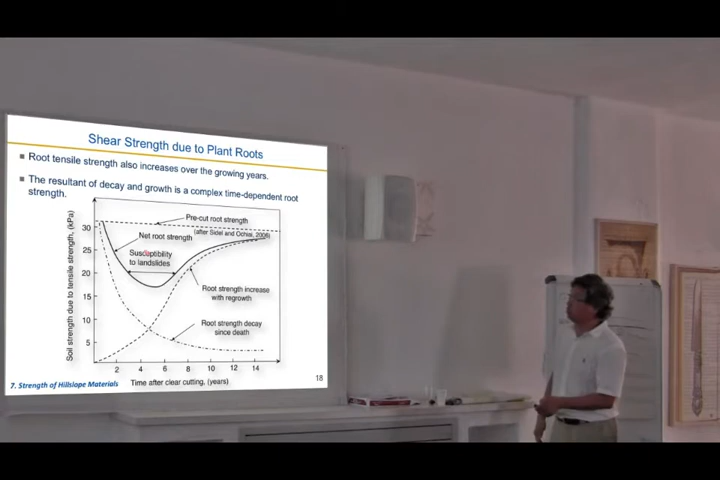 Shear Strength due to Plant Roots
Root tensile strength also increases over the growing years.
The resultant of decay and growth is a complex time-dependent root
strength.
Soil strength due to tensile strength, (kPa)
30
25
20
15
10
5
Pre-cut root strength
(after Sidel and Ochiai, 2006)
Net root strength
Susceptibility
to landslides
Root strength increase
with regrowth
Root strength decay
since death
2 4 6 8 10 12 14
Time after clear cutting, (years)
7. Strength of Hillslope Materials
18